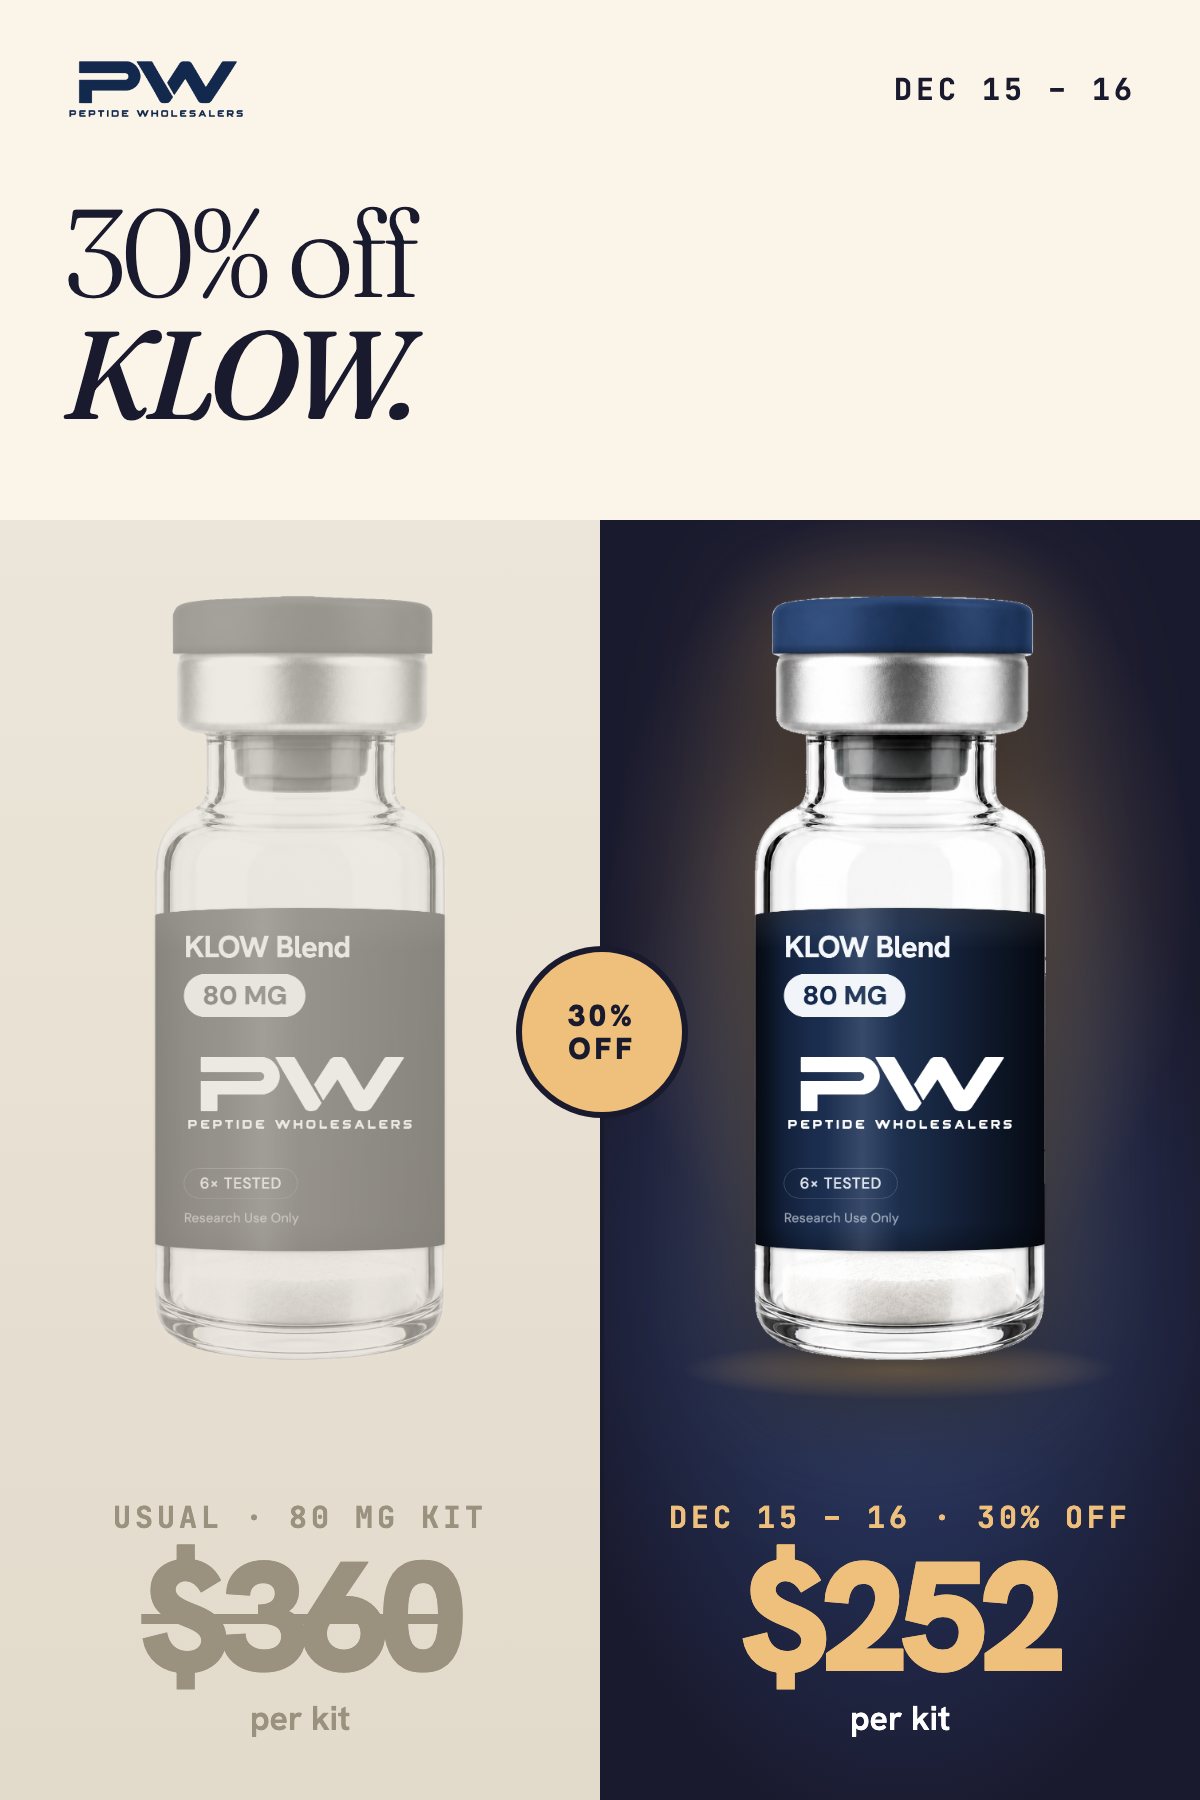 PW
PEPTIDE WHOLESALERS
DEC 15 – 16
30% off
KLOW.
KLOW Blend
80 MG
PW
PEPTIDE WHOLESALERS
6× TESTED
Research Use Only
30%
OFF
KLOW Blend
80 MG
PW
PEPTIDE WHOLESALERS
6× TESTED
Research Use Only
USUAL · 80 MG KIT
$360
per kit
DEC 15 – 16 · 30% OFF
$252
per kit